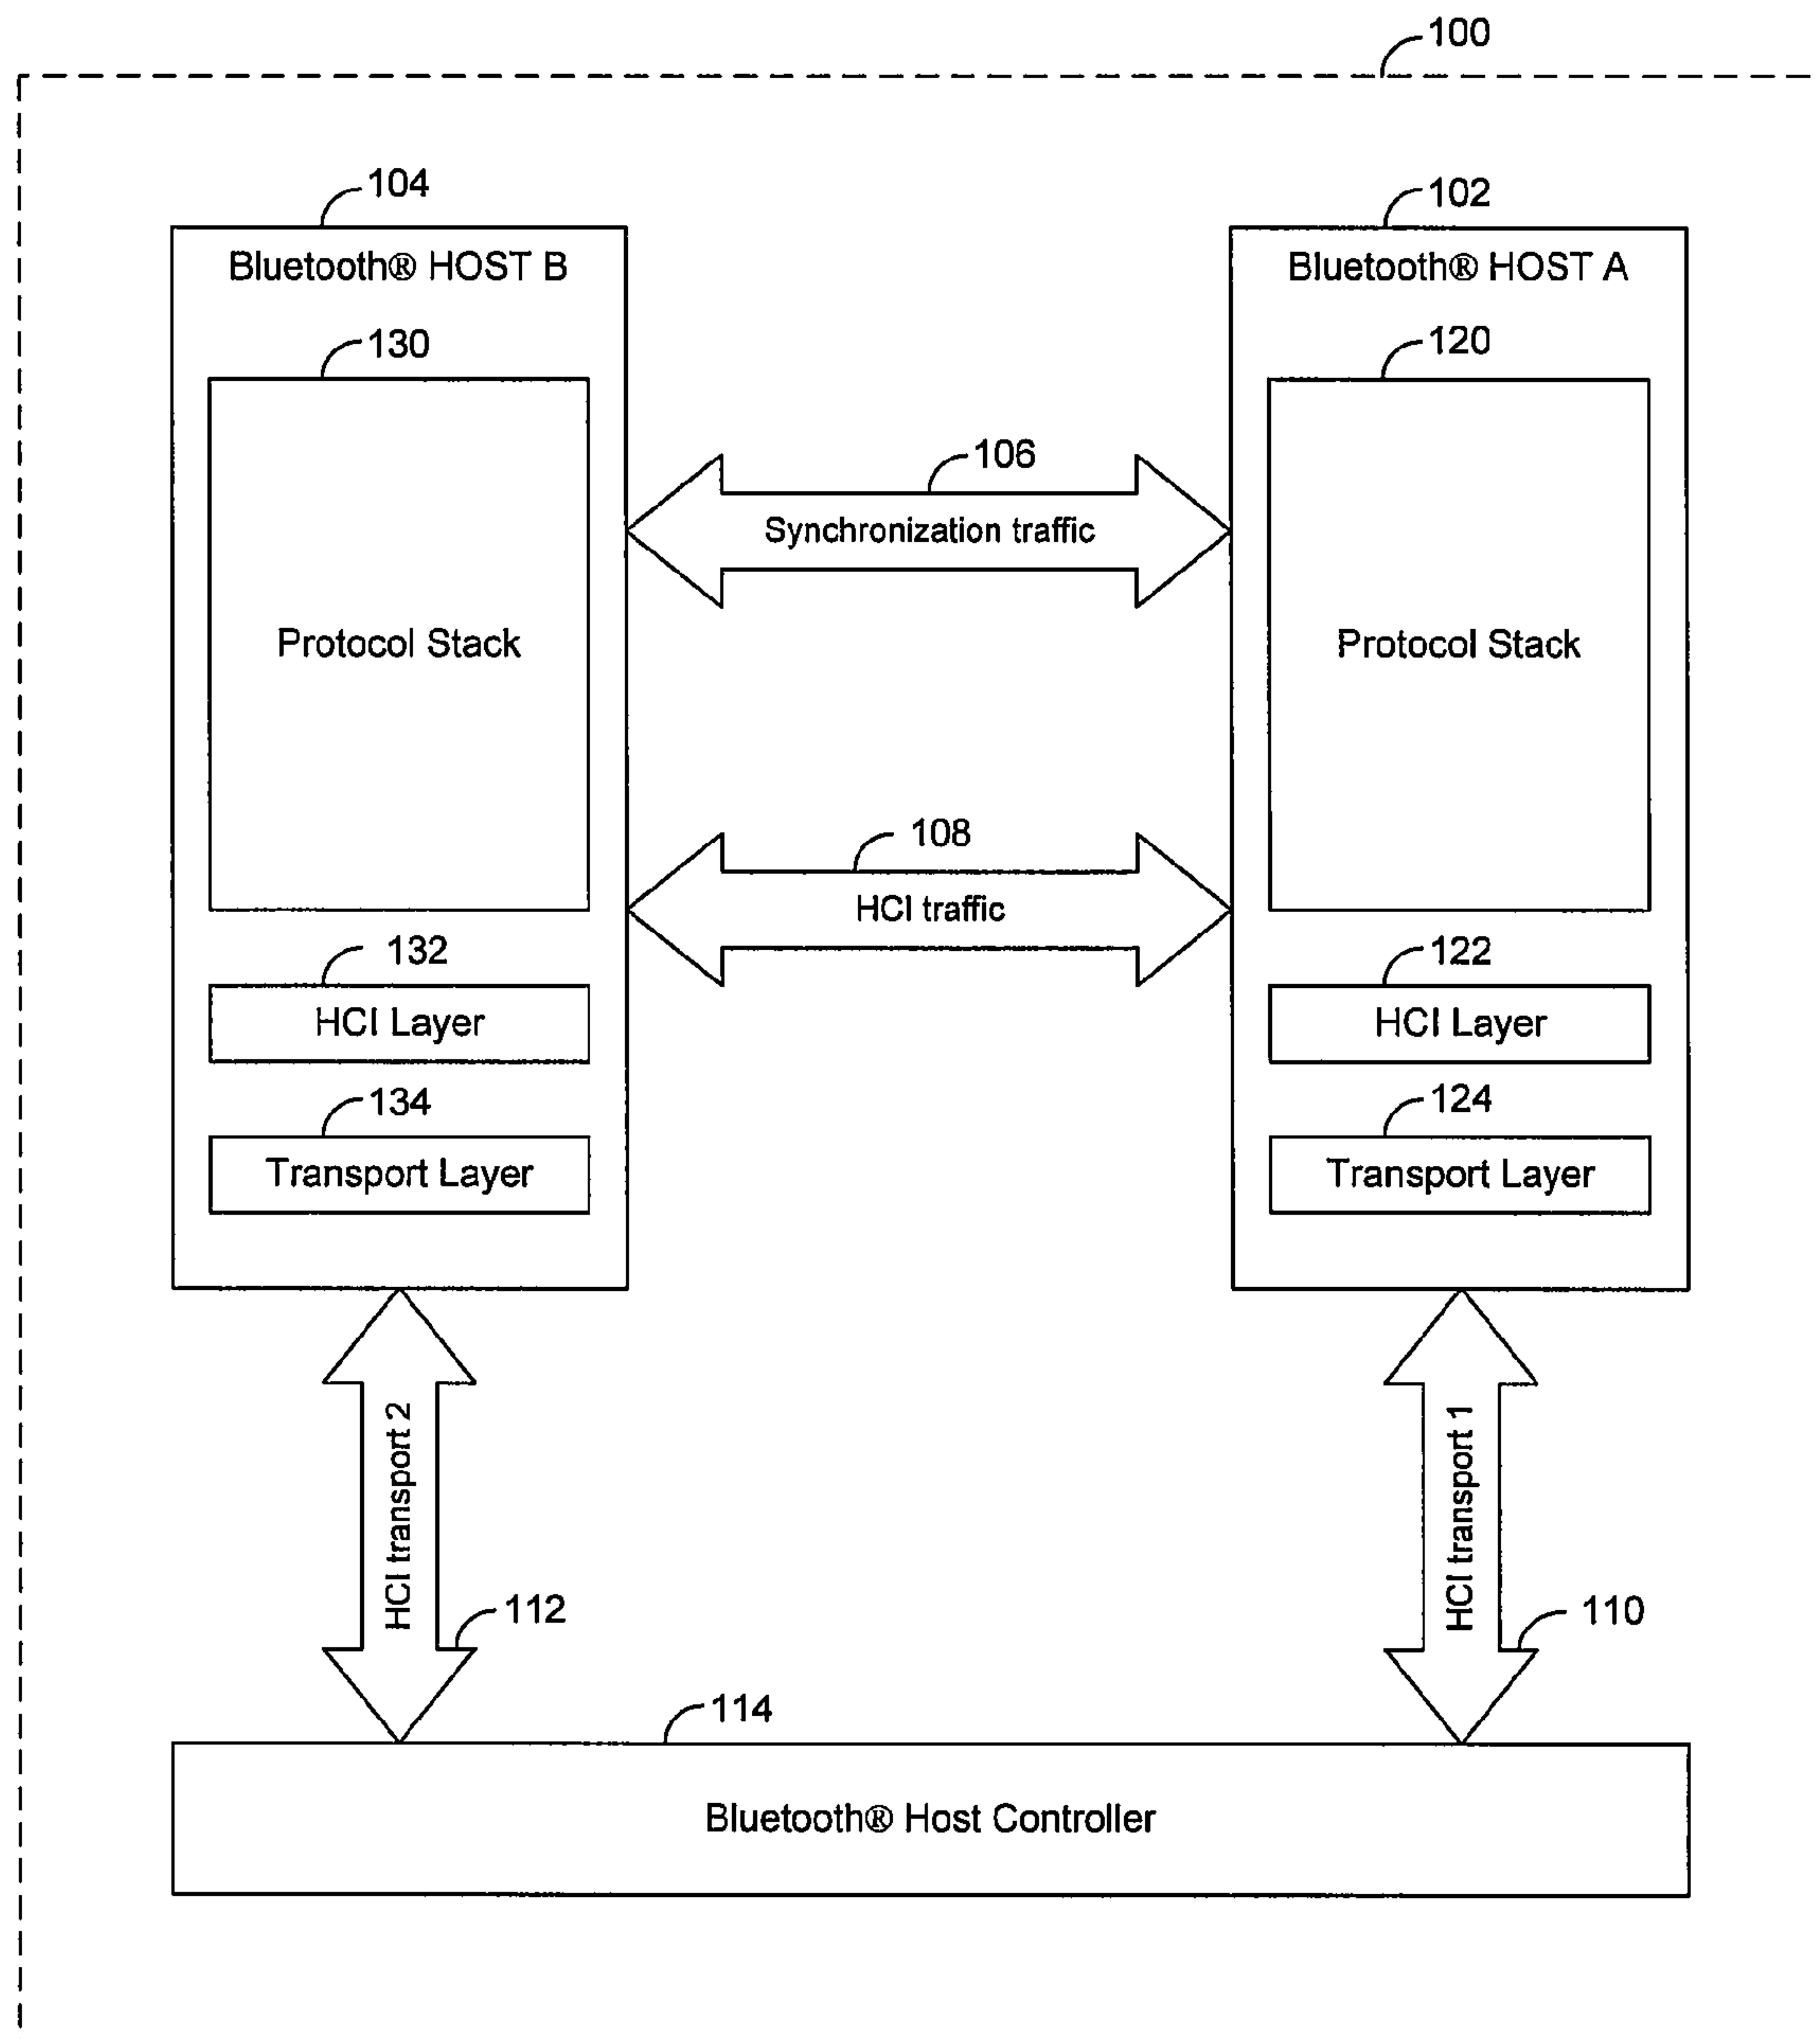 100
104
102
Bluetooth® HOST B
Bluetooth® HOST A
130
120
106
Synchronization traffic
Protocol Stack
Protocol Stack
108
HCI traffic
132
122
HCI Layer
HCI Layer
134
124
Transport Layer
Transport Layer
HCI transport 2
HCI transport 1
112
110
114
Bluetooth® Host Controller